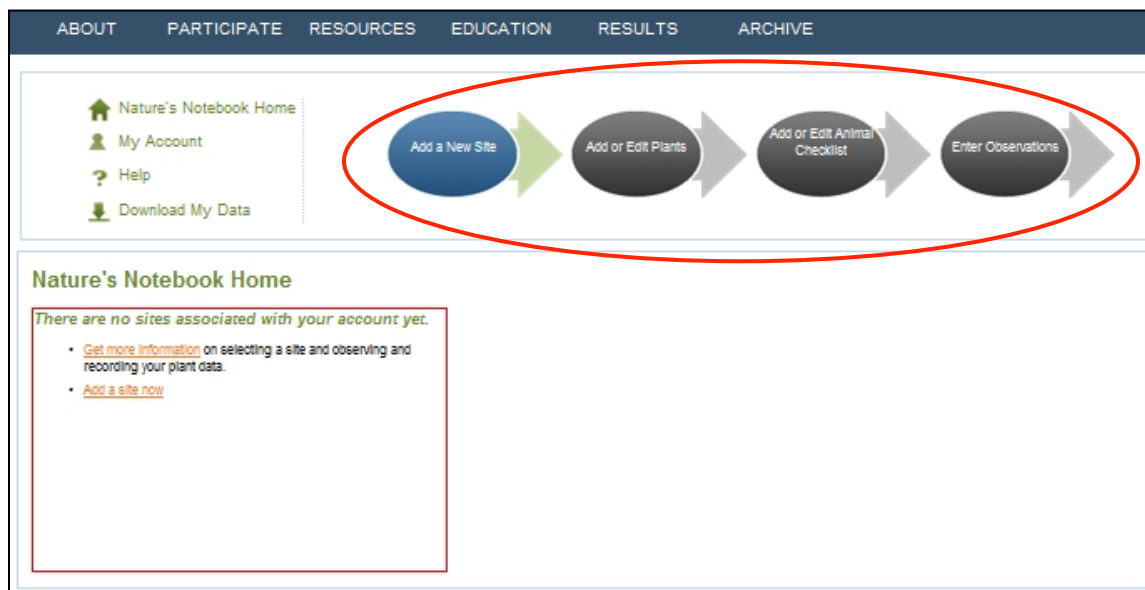 ABOUT PARTICIPATE RESOURCES EDUCATION RESULTS ARCHIVE
Nature's Notebook Home
My Account
Help
Download My Data
Add a New Site
Add or Edit Plants
Add or Edit Animal
Checklist
Enter Observations
Nature's Notebook Home
There are no sites associated with your account yet.
• Get more information on selecting a site and observing and
recording your plant data.
• Add a site now